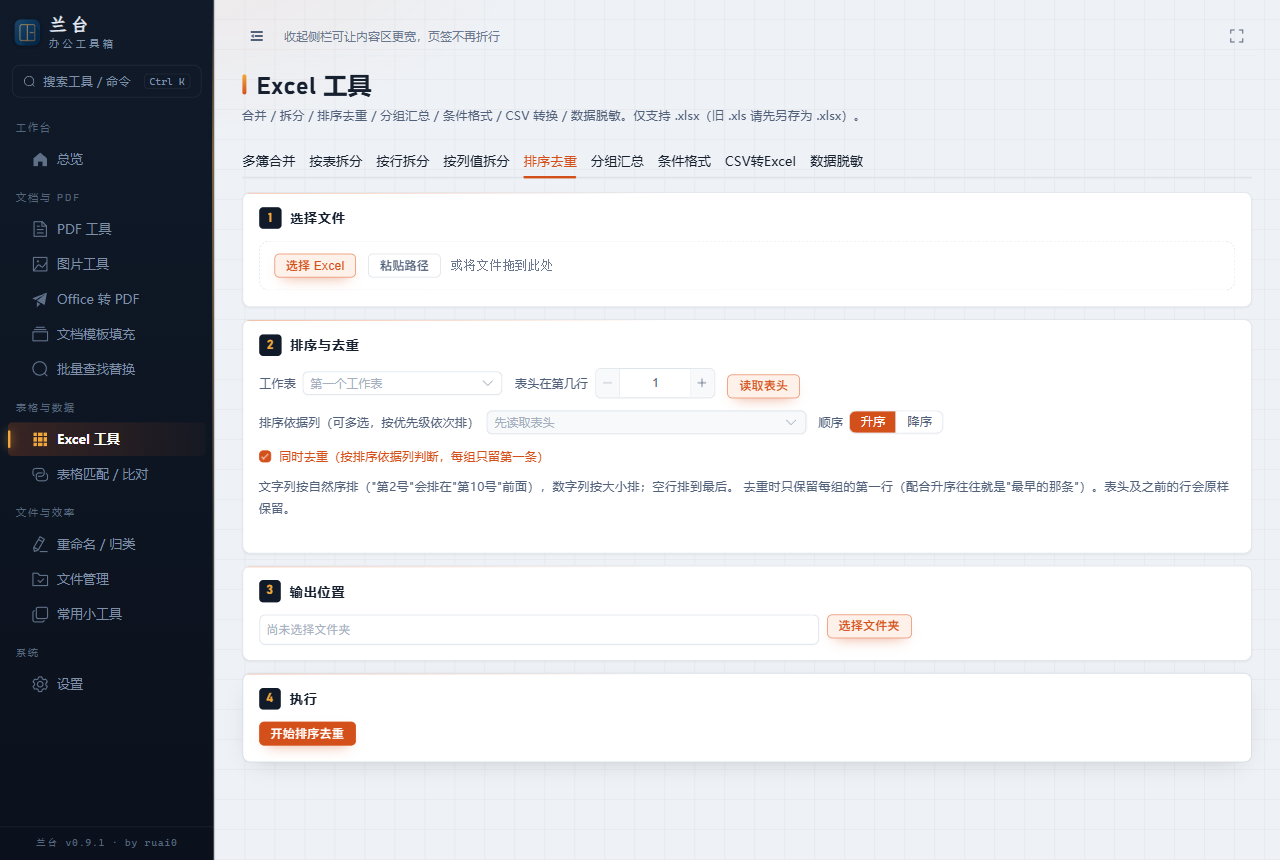 兰台
办公工具箱
搜索工具 / 命令 Ctrl K
工作台
总览
文档与 PDF
PDF 工具
图片工具
Office 转 PDF
文档模板填充
批量查找替换
表格与数据
Excel 工具
表格匹配 / 比对
文件与效率
重命名 / 归类
文件管理
常用小工具
系统
设置
兰台 v0.9.1 · by ruai0
收起侧栏可让内容区更宽，页签不再折行
Excel 工具
合并 / 拆分 / 排序去重 / 分组汇总 / 条件格式 / CSV 转换 / 数据脱敏。仅支持 .xlsx（旧 .xls 请先另存为 .xlsx）。
多簿合并 按表拆分 按行拆分 按列值拆分 排序去重 分组汇总 条件格式 CSV转Excel 数据脱敏
1 选择文件
选择 Excel 粘贴路径 或将文件拖到此处
2 排序与去重
工作表 第一个工作表 表头在第几行 − 1 + 读取表头
排序依据列（可多选，按优先级依次排） 先读取表头 顺序 升序 降序
同时去重（按排序依据列判断，每组只留第一条）
文字列按自然序排（"第2号"会排在"第10号"前面），数字列按大小排；空行排到最后。 去重时只保留每组的第一行（配合升序往往就是"最早的那条"）。表头及之前的行会原样
保留。
3 输出位置
尚未选择文件夹 选择文件夹
4 执行
开始排序去重